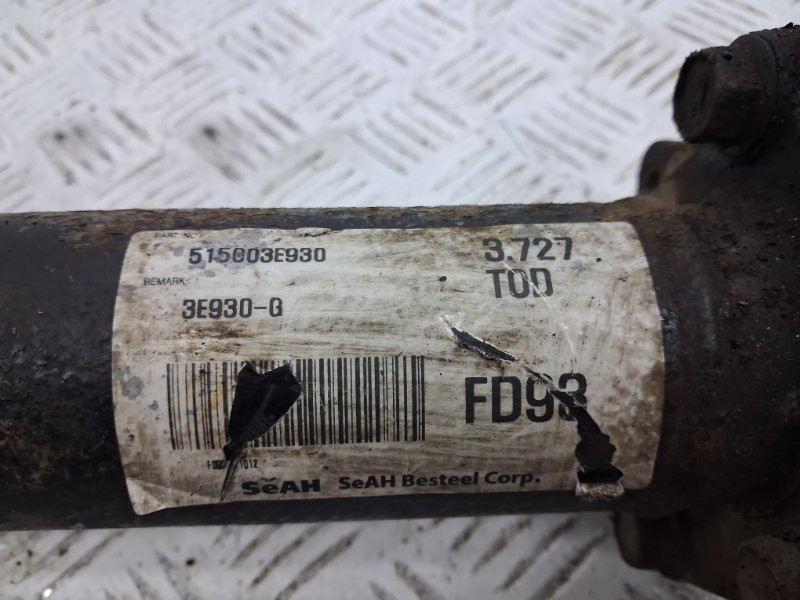 PART NO.
515003E930
3.727
REMARK:
TOD
3E930-G
FD93
SeAH SeAH Besteel Corp.